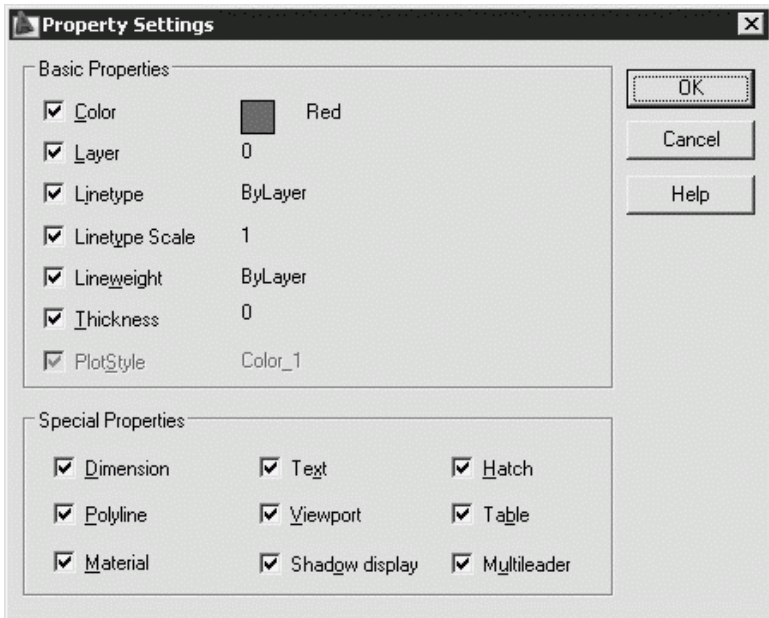 Property Settings
Basic Properties
Color Red
Layer 0
Linetype ByLayer
Linetype Scale 1
Lineweight ByLayer
Thickness 0
PlotStyle Color_1
OK
Cancel
Help
Special Properties
Dimension Text Hatch
Polyline Viewport Table
Material Shadow display Multileader